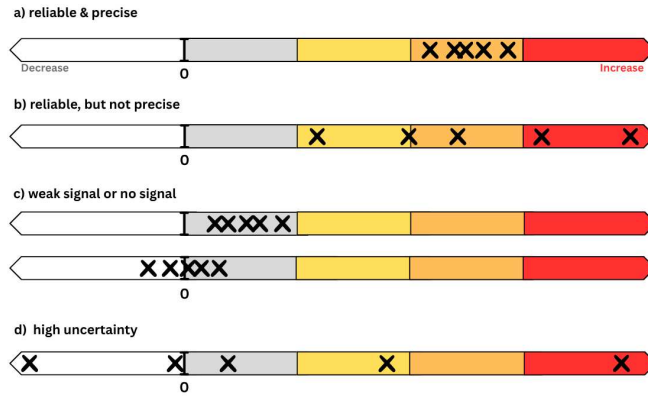 a) reliable & precise
Decrease
0
Increase
b) reliable, but not precise
0
c) weak signal or no signal
0
d) high uncertainty
0